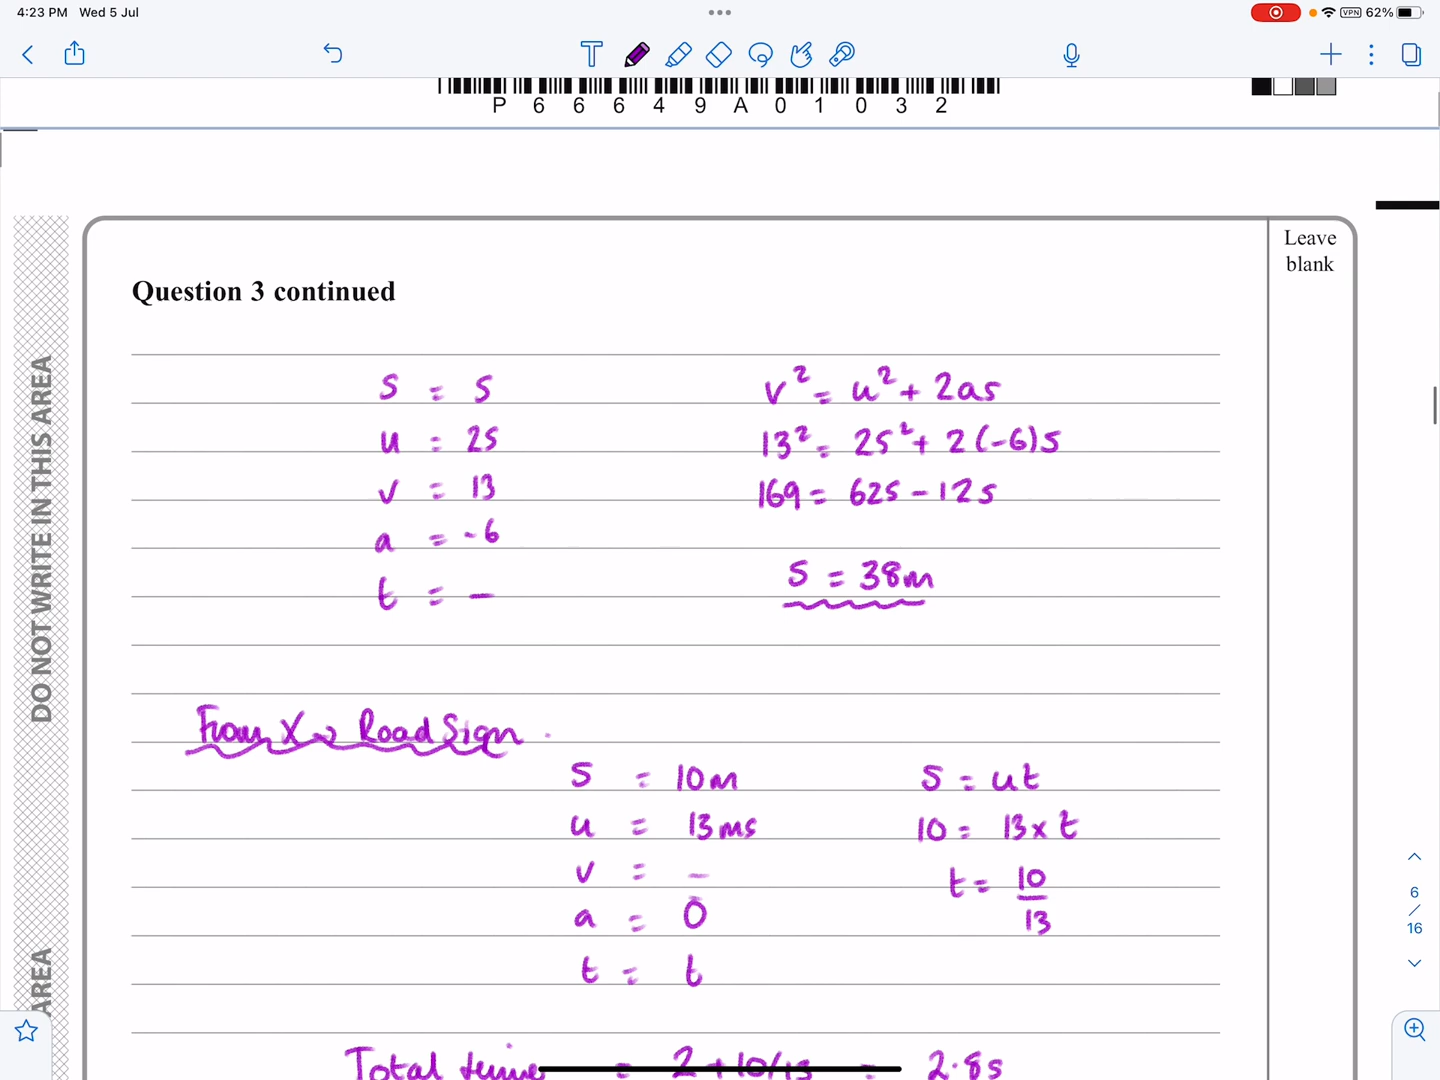 4:23 PM Wed 5 Jul
VPN 62%
T
P 6 6 6 4 9 A 0 1 0 3 2
Leave
blank
Question 3 continued
s = s
u = 25
v = 13
a = -6
t = –
v² = u² + 2as
13² = 25² + 2(-6)s
169 = 625 - 12s
s = 38m
From X → Road Sign.
s = 10m
u = 13ms
v = –
a = 0
t = t
s = ut
10 = 13 × t
t = 10
13
Total time = 2 + 10/13 = 2.8s
DO NOT WRITE IN THIS AREA
AREA
6
/
16